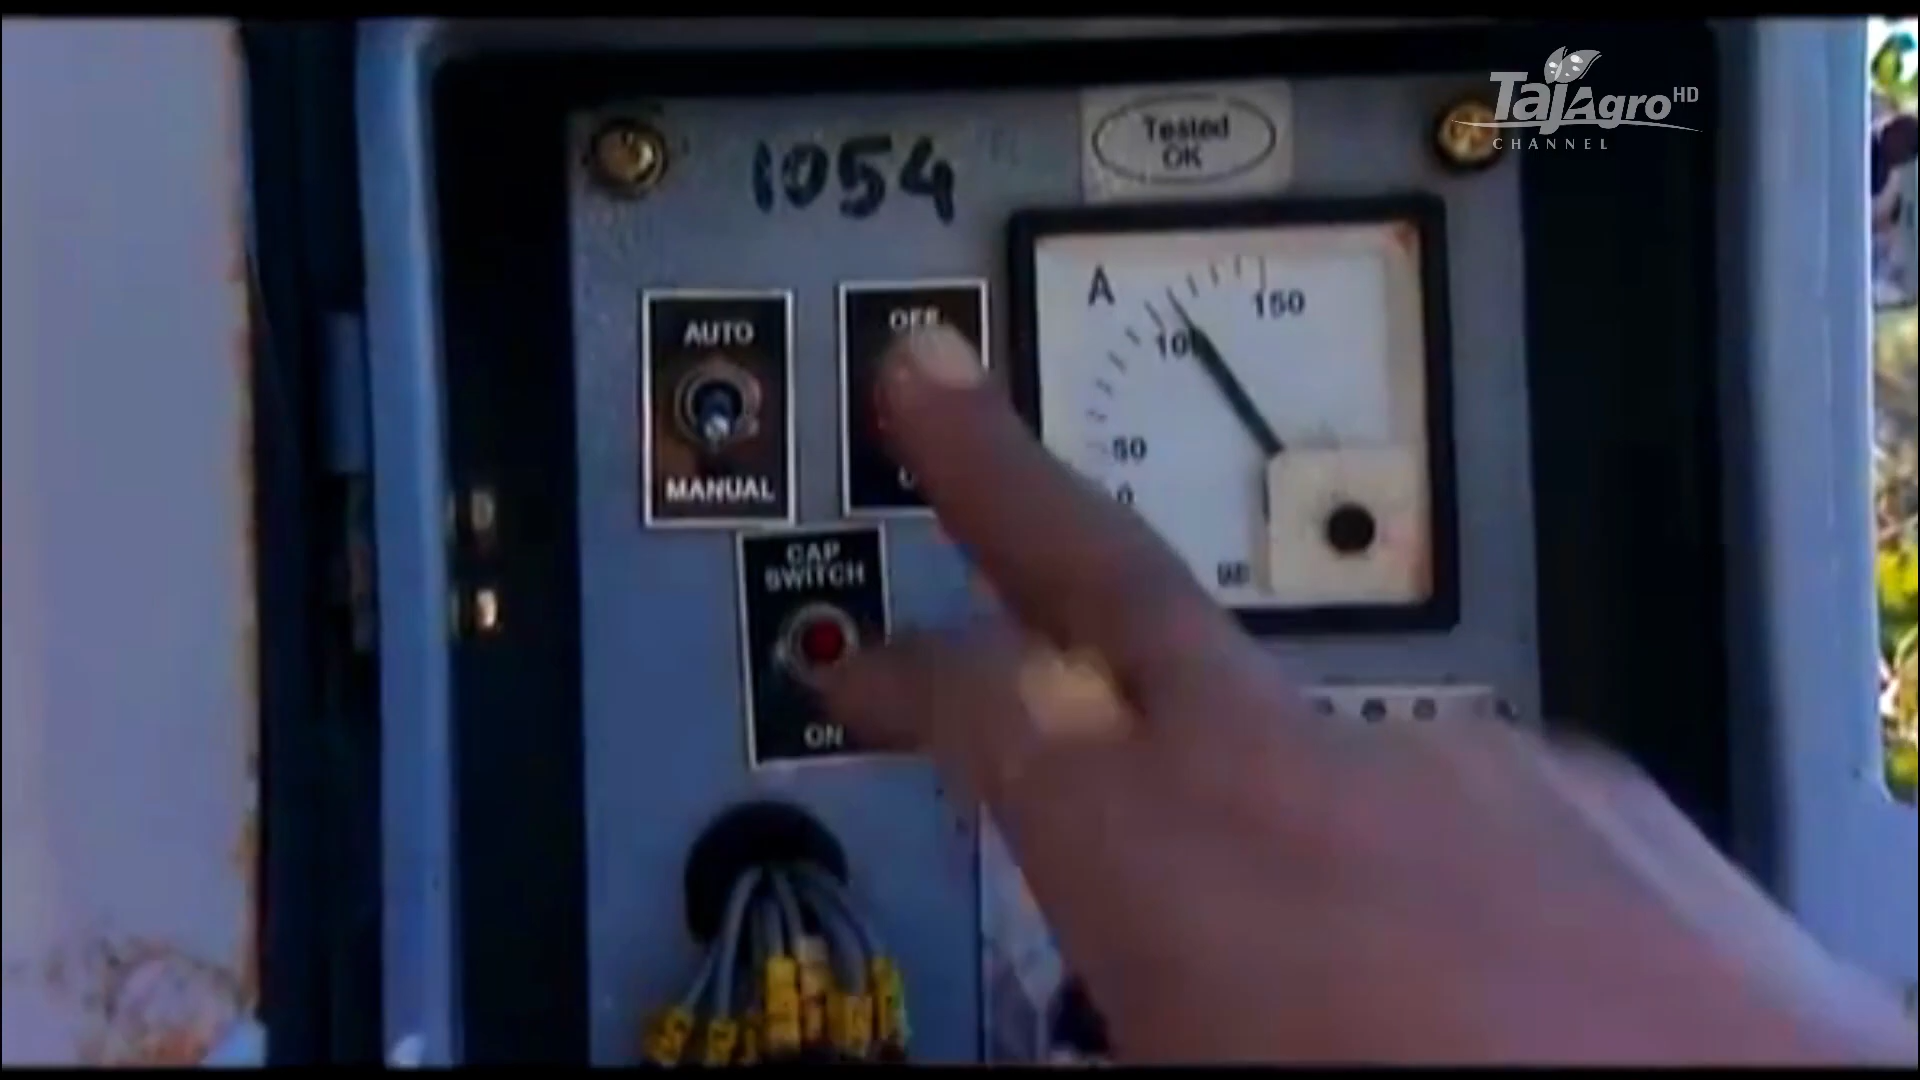 TajAgro HD
CHANNEL
Tested
OK
1054
AUTO
MANUAL
OFF
CAP
SWITCH
ON
A
150
100
50
0